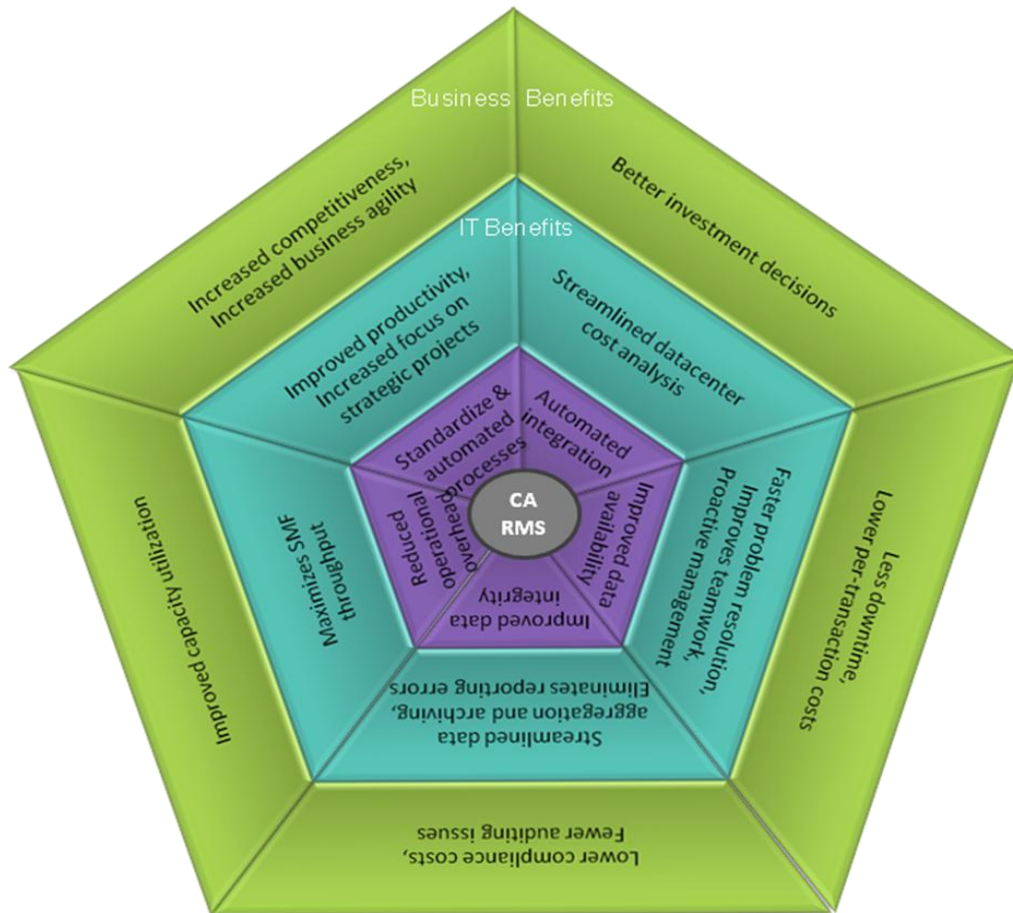 Business Benefits
Increased competitiveness,
Increased business agility
Better investment decisions
IT Benefits
Improved productivity,
Increased focus on
strategic projects
Streamlined datacenter
cost analysis
Standardize &
automated
processes
Automated
integration
CA
RMS
Reduced
operational
overhead
Improved data
availability
Improved data
integrity
Maximizes SMF
throughput
Faster problem resolution,
Improves teamwork,
Proactive management
Streamlined data
aggregation and archiving,
Eliminates reporting errors
Improved capacity utilization
Less downtime,
Lower per-transaction costs
Lower compliance costs,
Fewer auditing issues